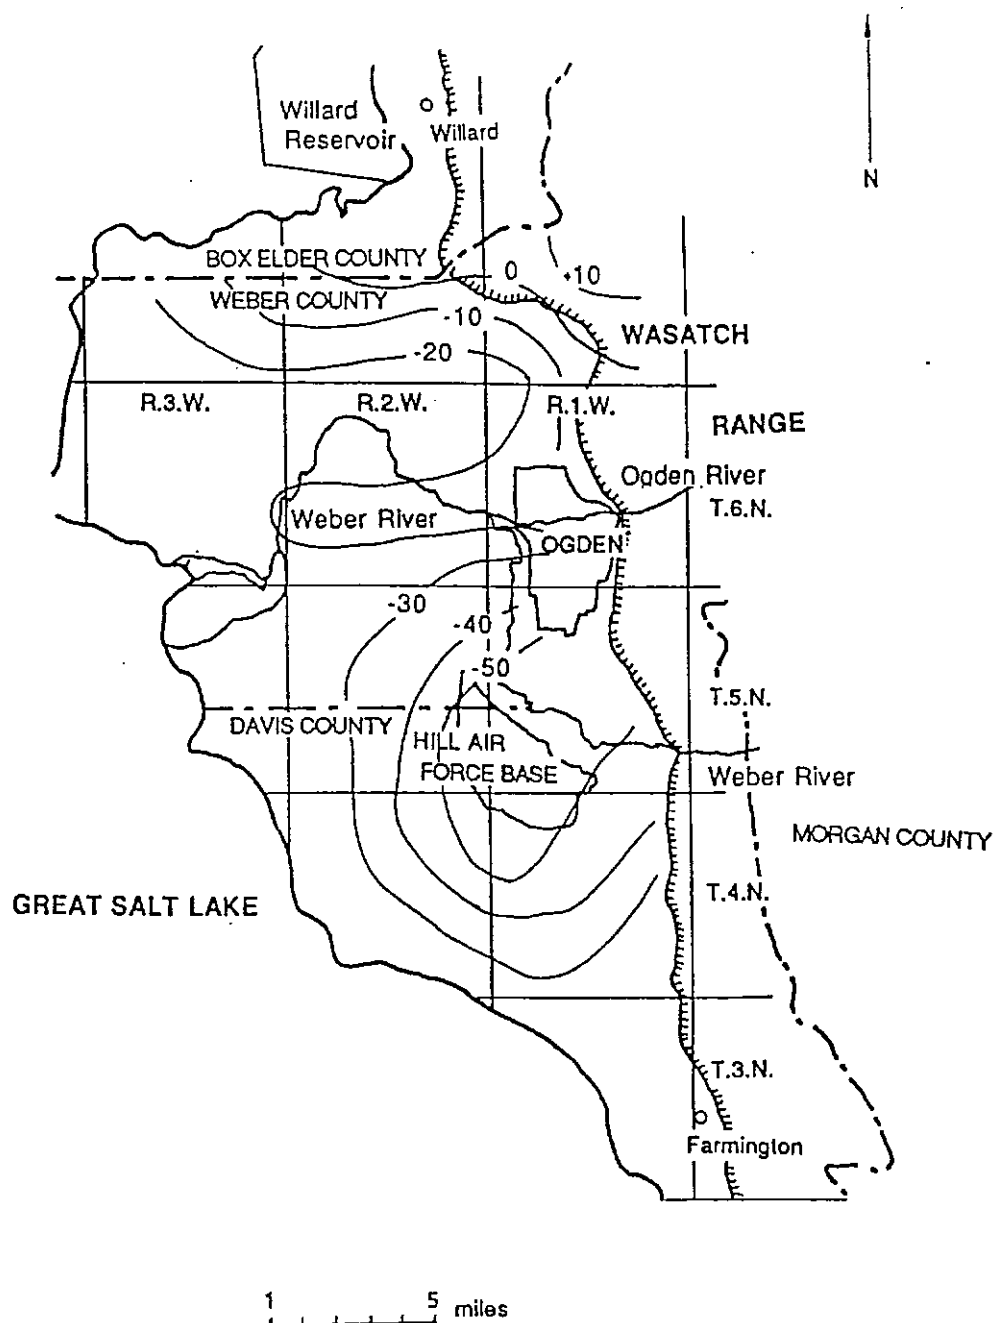 Willard
Reservoir
Willard
N
BOX ELDER COUNTY
0
+10
WEBER COUNTY
-10
WASATCH
-20
R.3.W.
R.2.W.
R.1.W.
RANGE
Ogden River
T.6.N.
Weber River
OGDEN
-30
-40
-50
T.5.N.
DAVIS COUNTY
HILL AIR
FORCE BASE
Weber River
MORGAN COUNTY
GREAT SALT LAKE
T.4.N.
T.3.N.
Farmington
1 5 miles